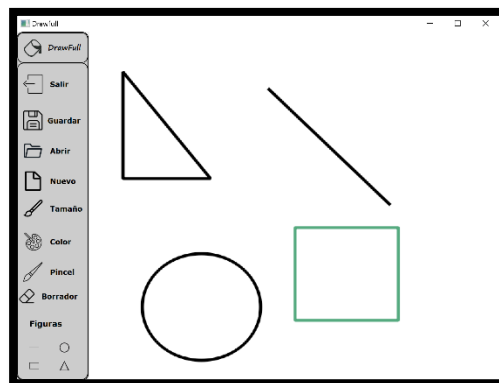 DrawFull
DrawFull
Salir
Guardar
Abrir
Nuevo
Tamaño
Color
Pincel
Borrador
Figuras